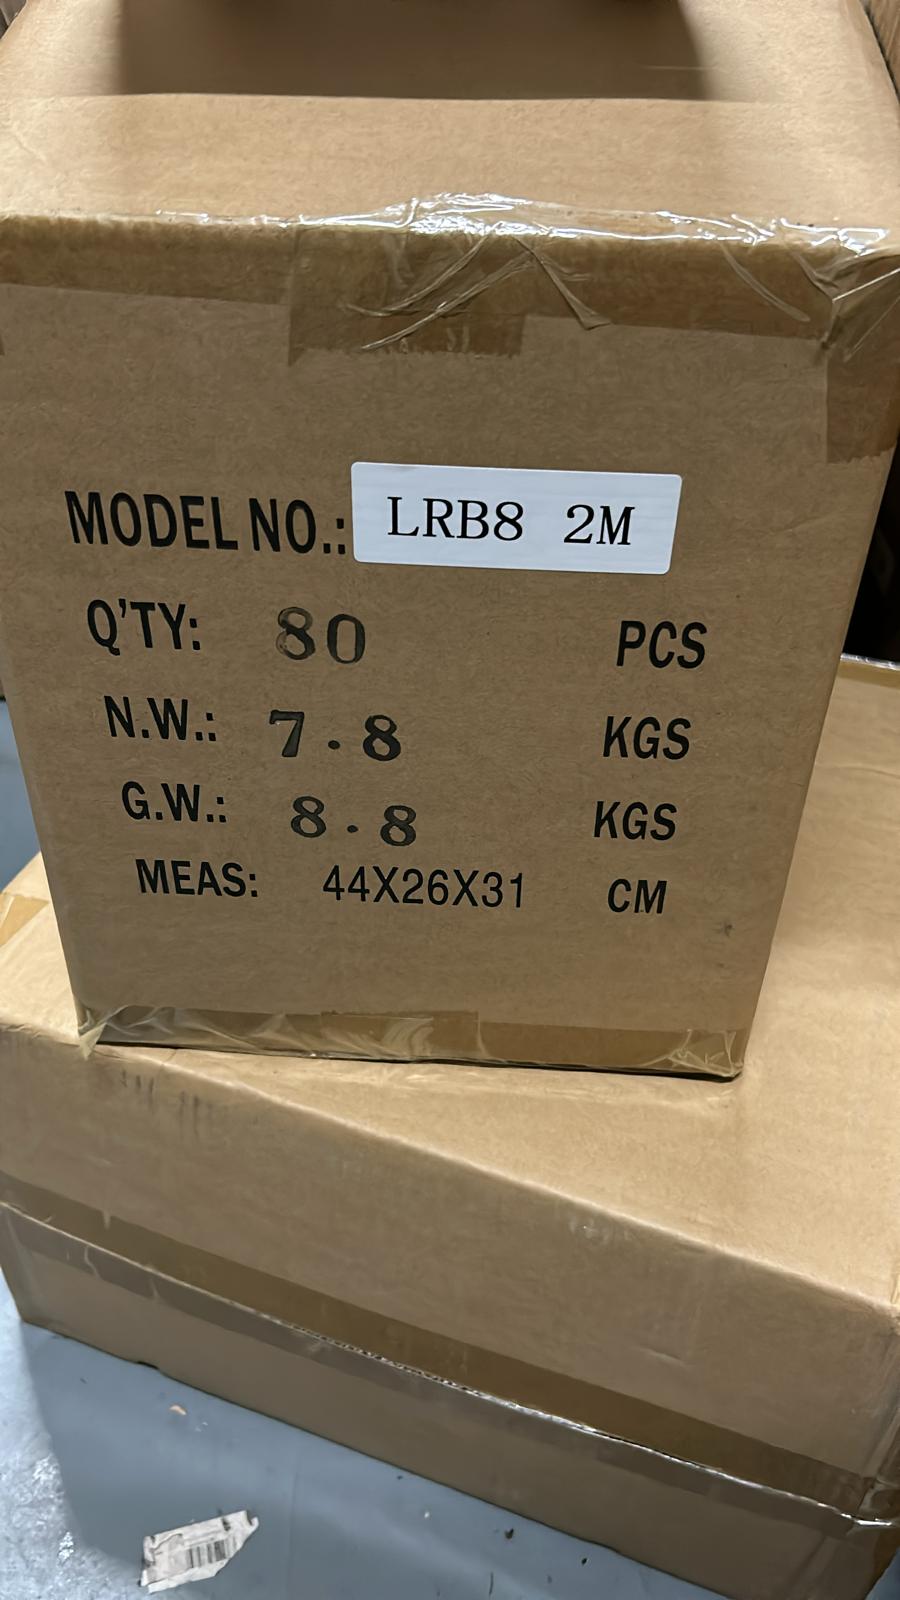 MODEL NO.: LRB8 2M
Q'TY: 80 PCS
N.W.: 7.8 KGS
G.W.: 8.8 KGS
MEAS: 44X26X31 CM